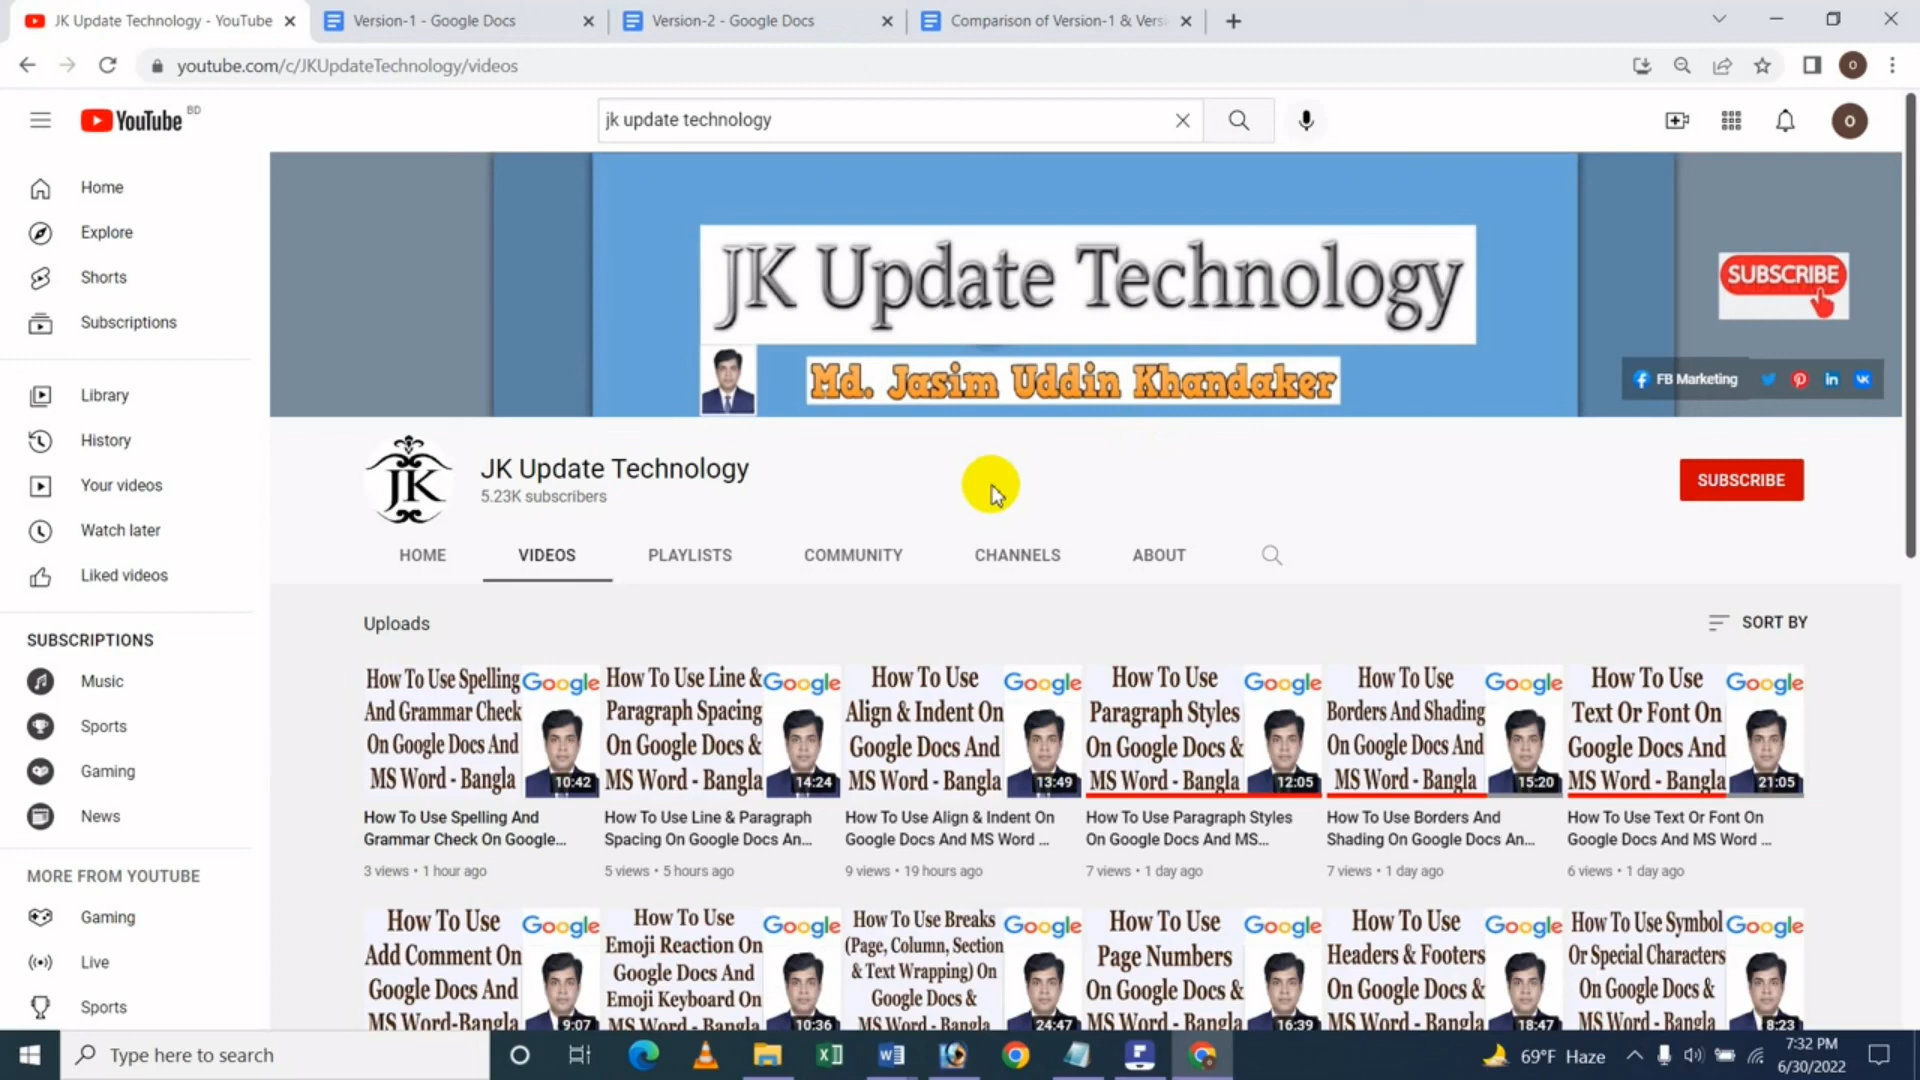 JK Update Technology - YouTube
Version-1 - Google Docs
Version-2 - Google Docs
Comparison of Version-1 & Versi
youtube.com/c/JKUpdateTechnology/videos
O
YouTube BD
jk update technology
O
Home
Explore
Shorts
Subscriptions
Library
History
Your videos
Watch later
Liked videos
SUBSCRIPTIONS
Music
Sports
Gaming
News
MORE FROM YOUTUBE
Gaming
Live
Sports
JK Update Technology
Md. Jasim Uddin Khandaker
SUBSCRIBE
FB Marketing
JK
JK Update Technology
5.23K subscribers
SUBSCRIBE
HOME
VIDEOS
PLAYLISTS
COMMUNITY
CHANNELS
ABOUT
Uploads
SORT BY
How To Use Spelling
And Grammar Check
On Google Docs And
MS Word - Bangla
Google
10:42
How To Use Spelling And
Grammar Check On Google...
3 views • 1 hour ago
How To Use Line &
Paragraph Spacing
On Google Docs &
MS Word - Bangla
Google
14:24
How To Use Line & Paragraph
Spacing On Google Docs An...
5 views • 5 hours ago
How To Use
Align & Indent On
Google Docs And
MS Word - Bangla
Google
13:49
How To Use Align & Indent On
Google Docs And MS Word ...
9 views • 19 hours ago
How To Use
Paragraph Styles
On Google Docs &
MS Word - Bangla
Google
12:05
How To Use Paragraph Styles
On Google Docs And MS...
7 views • 1 day ago
How To Use
Borders And Shading
On Google Docs And
MS Word - Bangla
Google
15:20
How To Use Borders And
Shading On Google Docs An...
7 views • 1 day ago
How To Use
Text Or Font On
Google Docs And
MS Word - Bangla
Google
21:05
How To Use Text Or Font On
Google Docs And MS Word ...
6 views • 1 day ago
How To Use
Add Comment On
Google Docs And
MS Word-Bangla
Google
9:07
How To Use
Emoji Reaction On
Google Docs And
Emoji Keyboard On
MS Word - Bangla
Google
10:36
How To Use Breaks
(Page, Column, Section
& Text Wrapping) On
Google Docs &
MS Word - Bangla
Google
24:47
How To Use
Page Numbers
On Google Docs &
MS Word - Bangla
Google
16:39
How To Use
Headers & Footers
On Google Docs &
MS Word - Bangla
Google
18:47
How To Use Symbol
Or Special Characters
On Google Docs &
MS Word - Bangla
Google
8:23
Type here to search
69°F Haze
7:32 PM
6/30/2022